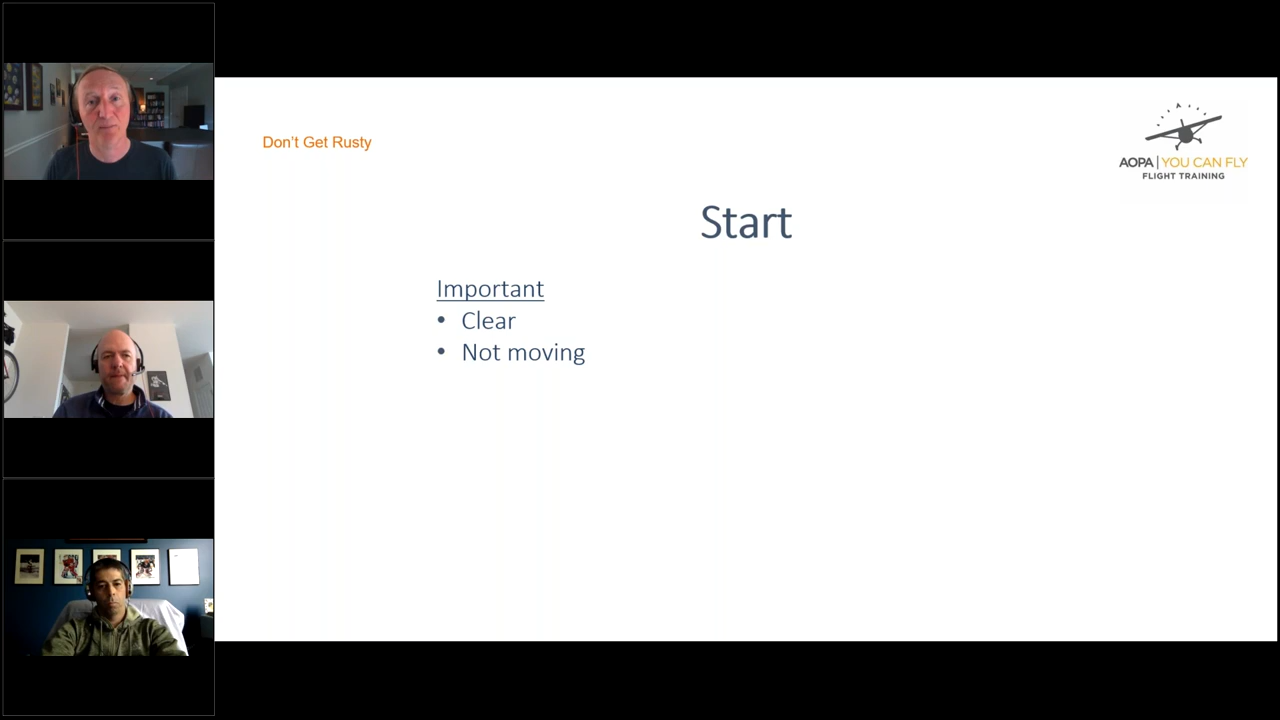 Don't Get Rusty
AOPA | YOU CAN FLY
FLIGHT TRAINING
Start
Important
• Clear
• Not moving